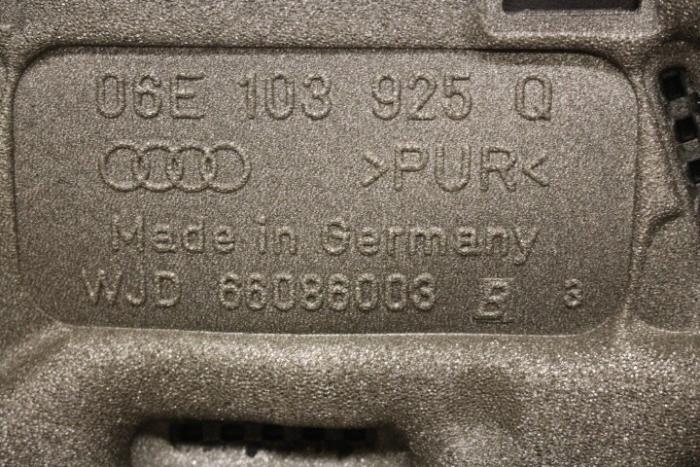 06E 103 925 Q
>PUR<
Made in Germany
WJD 66086003 E 3